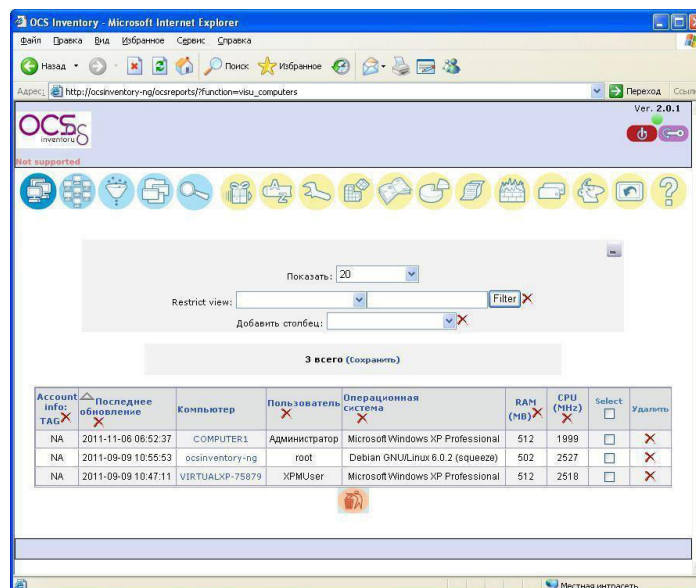 OCS Inventory - Microsoft Internet Explorer
Файл Правка Вид Избранное Сервис Справка
Назад Поиск Избранное
Адрес: http://ocsinventory-ng/ocsreports/?function=visu_computers Переход Ссылки
Ver. 2.0.1
OCS
inventory
Not supported
Показать: 20
Restrict view: Filter
Добавить столбец:
3 всего (Сохранить)
Account info: TAG Последнее обновление Компьютер Пользователь Операционная система RAM (MB) CPU (MHz) Select Удалить
NA 2011-11-06 06:52:37 COMPUTER1 Администратор Microsoft Windows XP Professional 512 1999
NA 2011-09-09 10:55:53 ocsinventory-ng root Debian GNU/Linux 6.0.2 (squeeze) 502 2527
NA 2011-09-09 10:47:11 VIRTUALXP-75879 XPMUser Microsoft Windows XP Professional 512 2518
Местная интрасеть